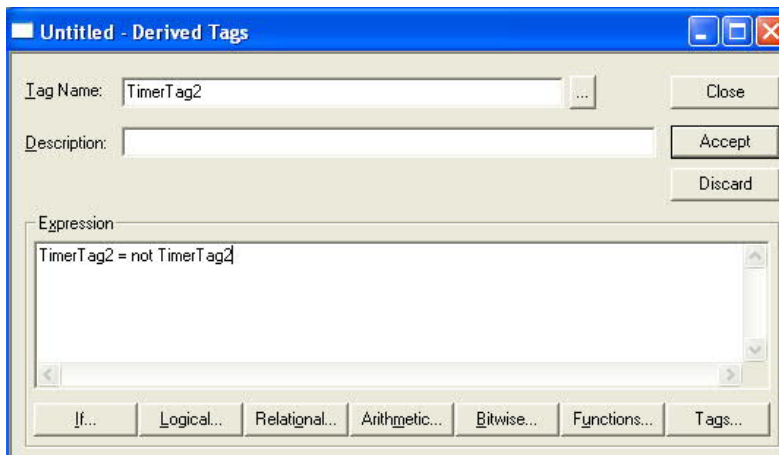 Untitled - Derived Tags
Tag Name: TimerTag2 ... Close
Description: Accept
Discard
Expression
TimerTag2 = not TimerTag2
If... Logical... Relational... Arithmetic... Bitwise... Functions... Tags...